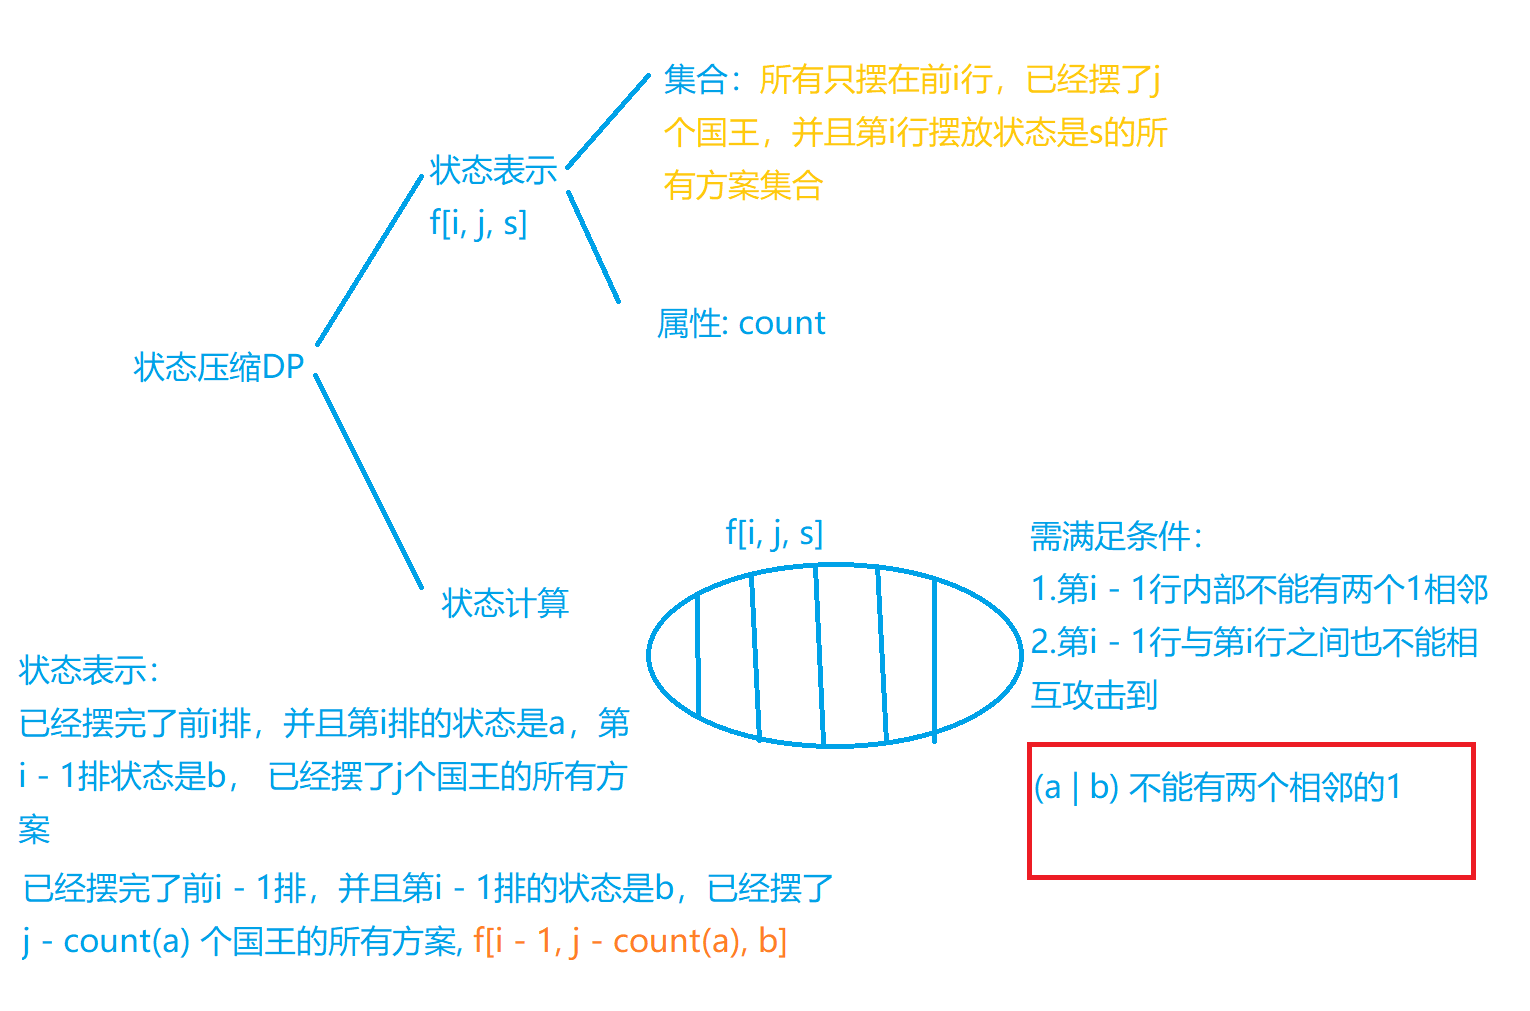 集合：所有只摆在前i行，已经摆了j
个国王，并且第i行摆放状态是s的所
有方案集合
状态表示
f[i, j, s]
属性: count
状态压缩DP
f[i, j, s]
需满足条件：
1.第i - 1行内部不能有两个1相邻
2.第i - 1行与第i行之间也不能相
互攻击到
状态计算
(a | b) 不能有两个相邻的1
状态表示：
已经摆完了前i排，并且第i排的状态是a，第
i - 1排状态是b， 已经摆了j个国王的所有方
案
已经摆完了前i - 1排，并且第i - 1排的状态是b，已经摆了
j - count(a) 个国王的所有方案, f[i - 1, j - count(a), b]